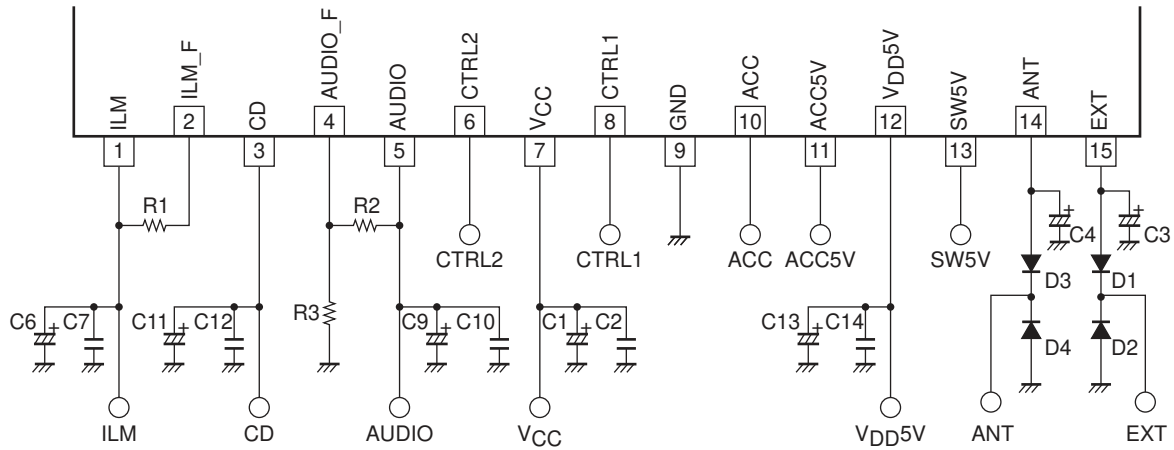 ILM
ILM_F
CD
AUDIO_F
AUDIO
CTRL2
VCC
CTRL1
GND
ACC
ACC5V
VDD5V
SW5V
ANT
EXT
1
2
3
4
5
6
7
8
9
10
11
12
13
14
15
R1
R2
CTRL2
CTRL1
ACC
ACC5V
SW5V
+
C4
+
C3
D3
D1
R3
C6
+
C7
C11
+
C12
C9
+
C10
C1
+
C2
C13
+
C14
D4
D2
ILM
CD
AUDIO
VCC
VDD5V
ANT
EXT